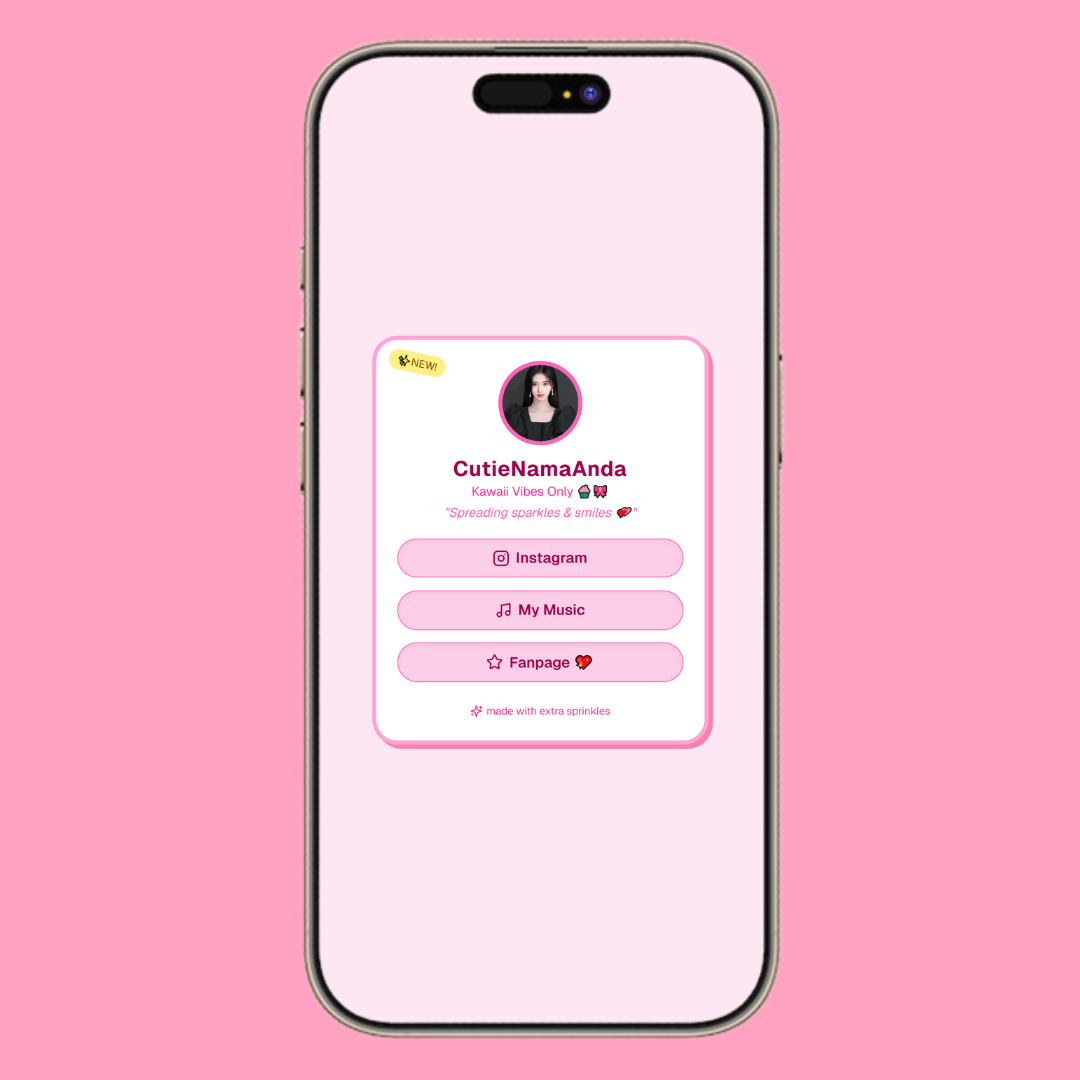 ✨NEW!
CutieNamaAnda
Kawaii Vibes Only 🧁🎀
"Spreading sparkles & smiles 💕"
Instagram
My Music
Fanpage 💖
made with extra sprinkles